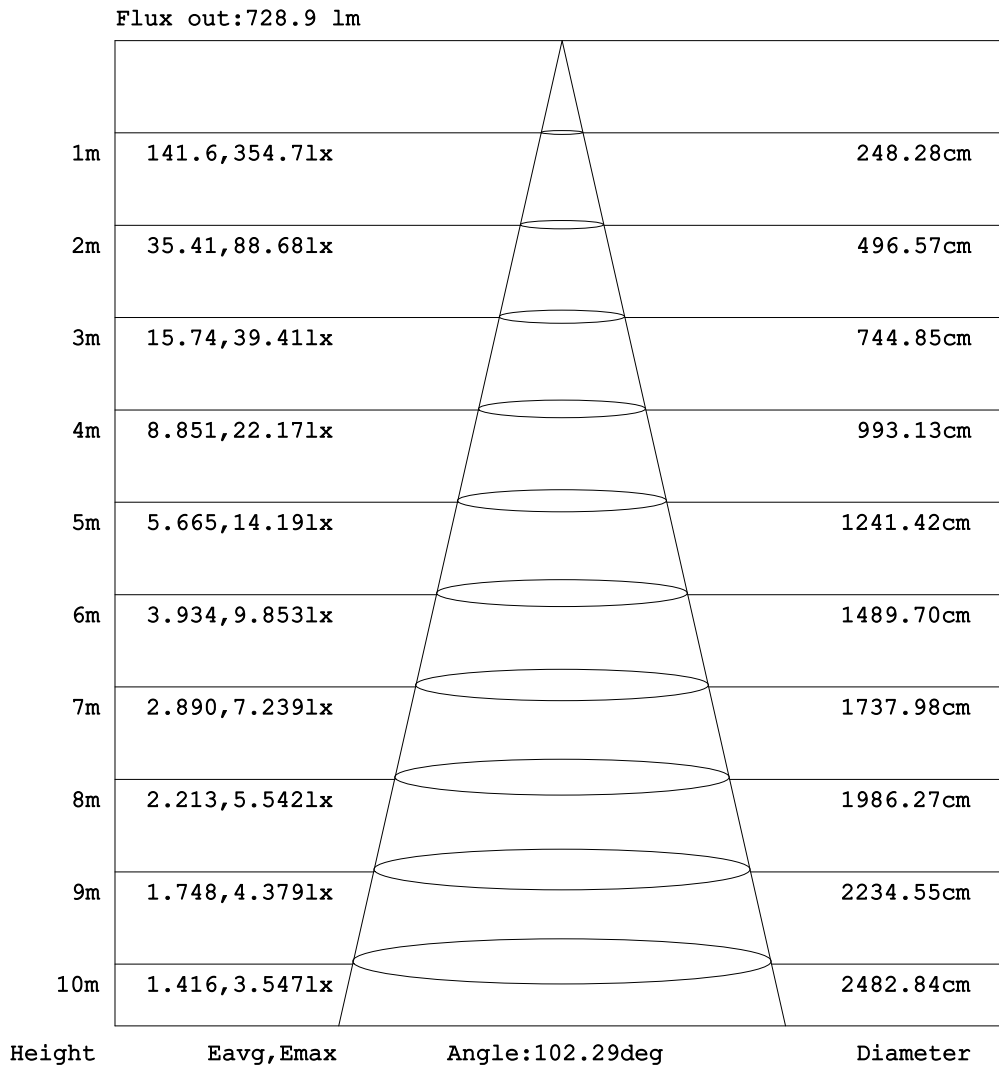 Flux out:728.9 lm
1m 141.6,354.7lx 248.28cm
2m 35.41,88.68lx 496.57cm
3m 15.74,39.41lx 744.85cm
4m 8.851,22.17lx 993.13cm
5m 5.665,14.19lx 1241.42cm
6m 3.934,9.853lx 1489.70cm
7m 2.890,7.239lx 1737.98cm
8m 2.213,5.542lx 1986.27cm
9m 1.748,4.379lx 2234.55cm
10m 1.416,3.547lx 2482.84cm
Height Eavg,Emax Angle:102.29deg Diameter